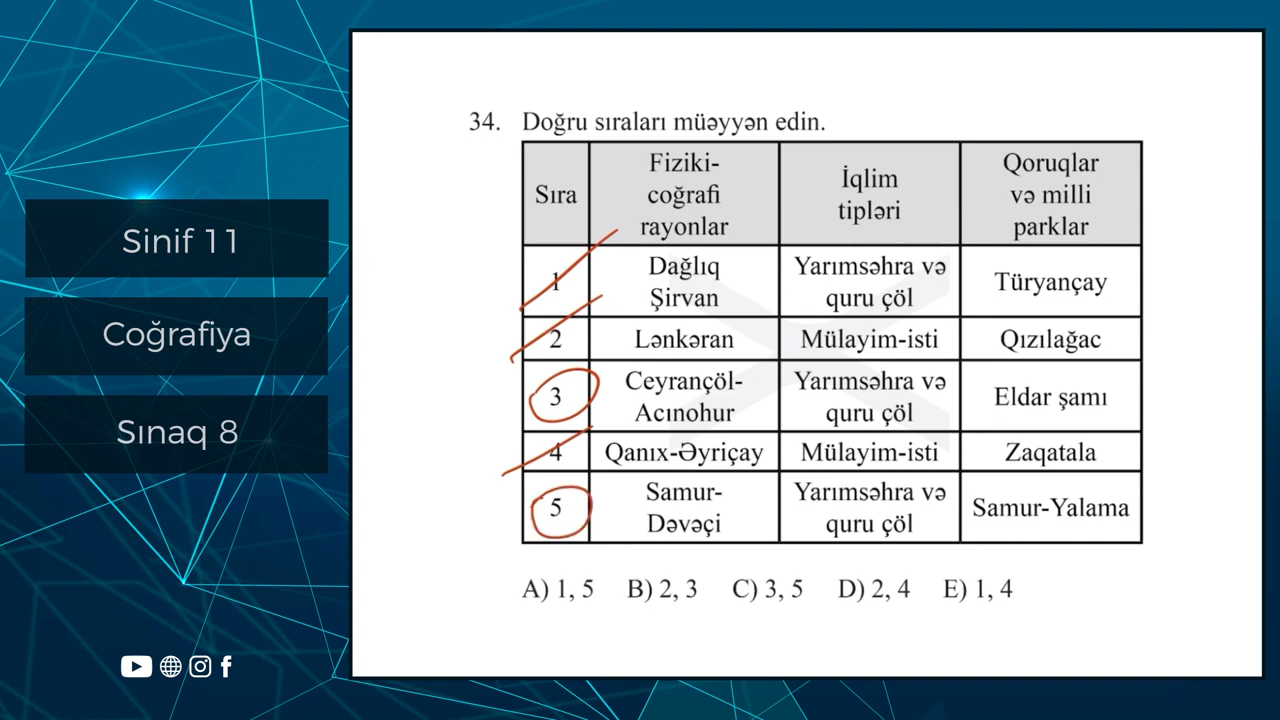 Sinif 11
Coğrafiya
Sınaq 8
34. Doğru sıraları müəyyən edin.
Sıra
Fiziki-
coğrafi
rayonlar
İqlim
tipləri
Qoruqlar
və milli
parklar
1
Dağlıq
Şirvan
Yarımsəhra və
quru çöl
Türyançay
2
Lənkəran
Mülayim-isti
Qızılağac
3
Ceyrançöl-
Acınohur
Yarımsəhra və
quru çöl
Eldar şamı
4
Qanıx-Əyriçay
Mülayim-isti
Zaqatala
5
Samur-
Dəvəçi
Yarımsəhra və
quru çöl
Samur-Yalama
A) 1, 5 B) 2, 3 C) 3, 5 D) 2, 4 E) 1, 4